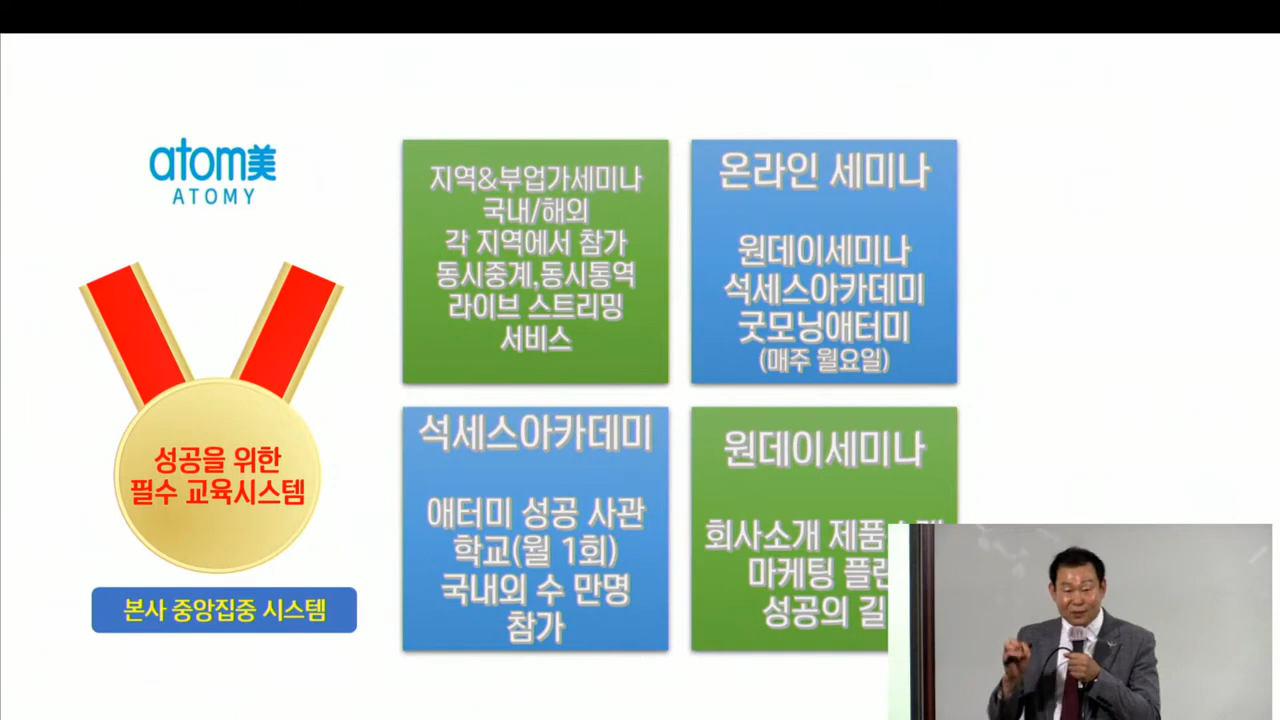 atom美
ATOMY
성공을 위한
필수 교육시스템
본사 중앙집중 시스템
지역&부업가세미나
국내/해외
각 지역에서 참가
동시중계,동시통역
라이브 스트리밍
서비스
온라인 세미나
원데이세미나
석세스아카데미
굿모닝애터미
(매주 월요일)
석세스아카데미
애터미 성공 사관
학교(월 1회)
국내외 수 만명
참가
원데이세미나
회사소개 제품
마케팅 플랜
성공의 길